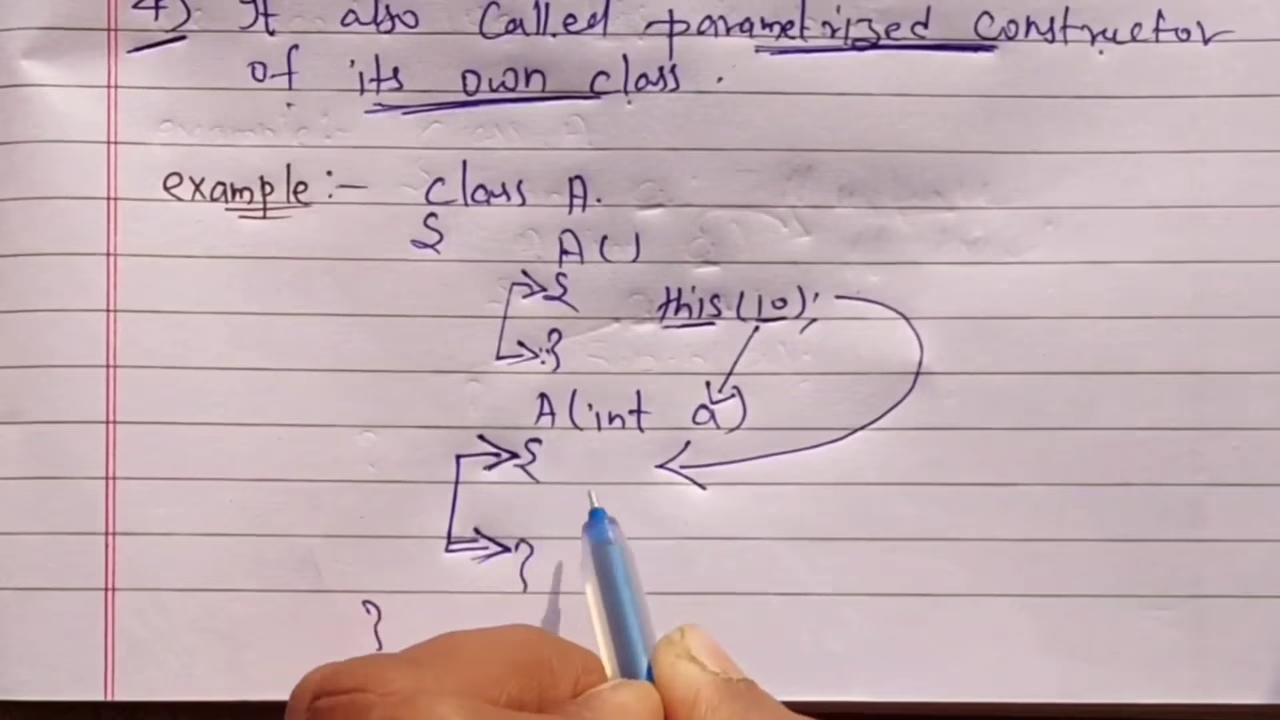 4) It also called parametrized constructor
of its own class.
example:- class A.
{ A()
{ this(10);
}
A(int a)
{
}
}